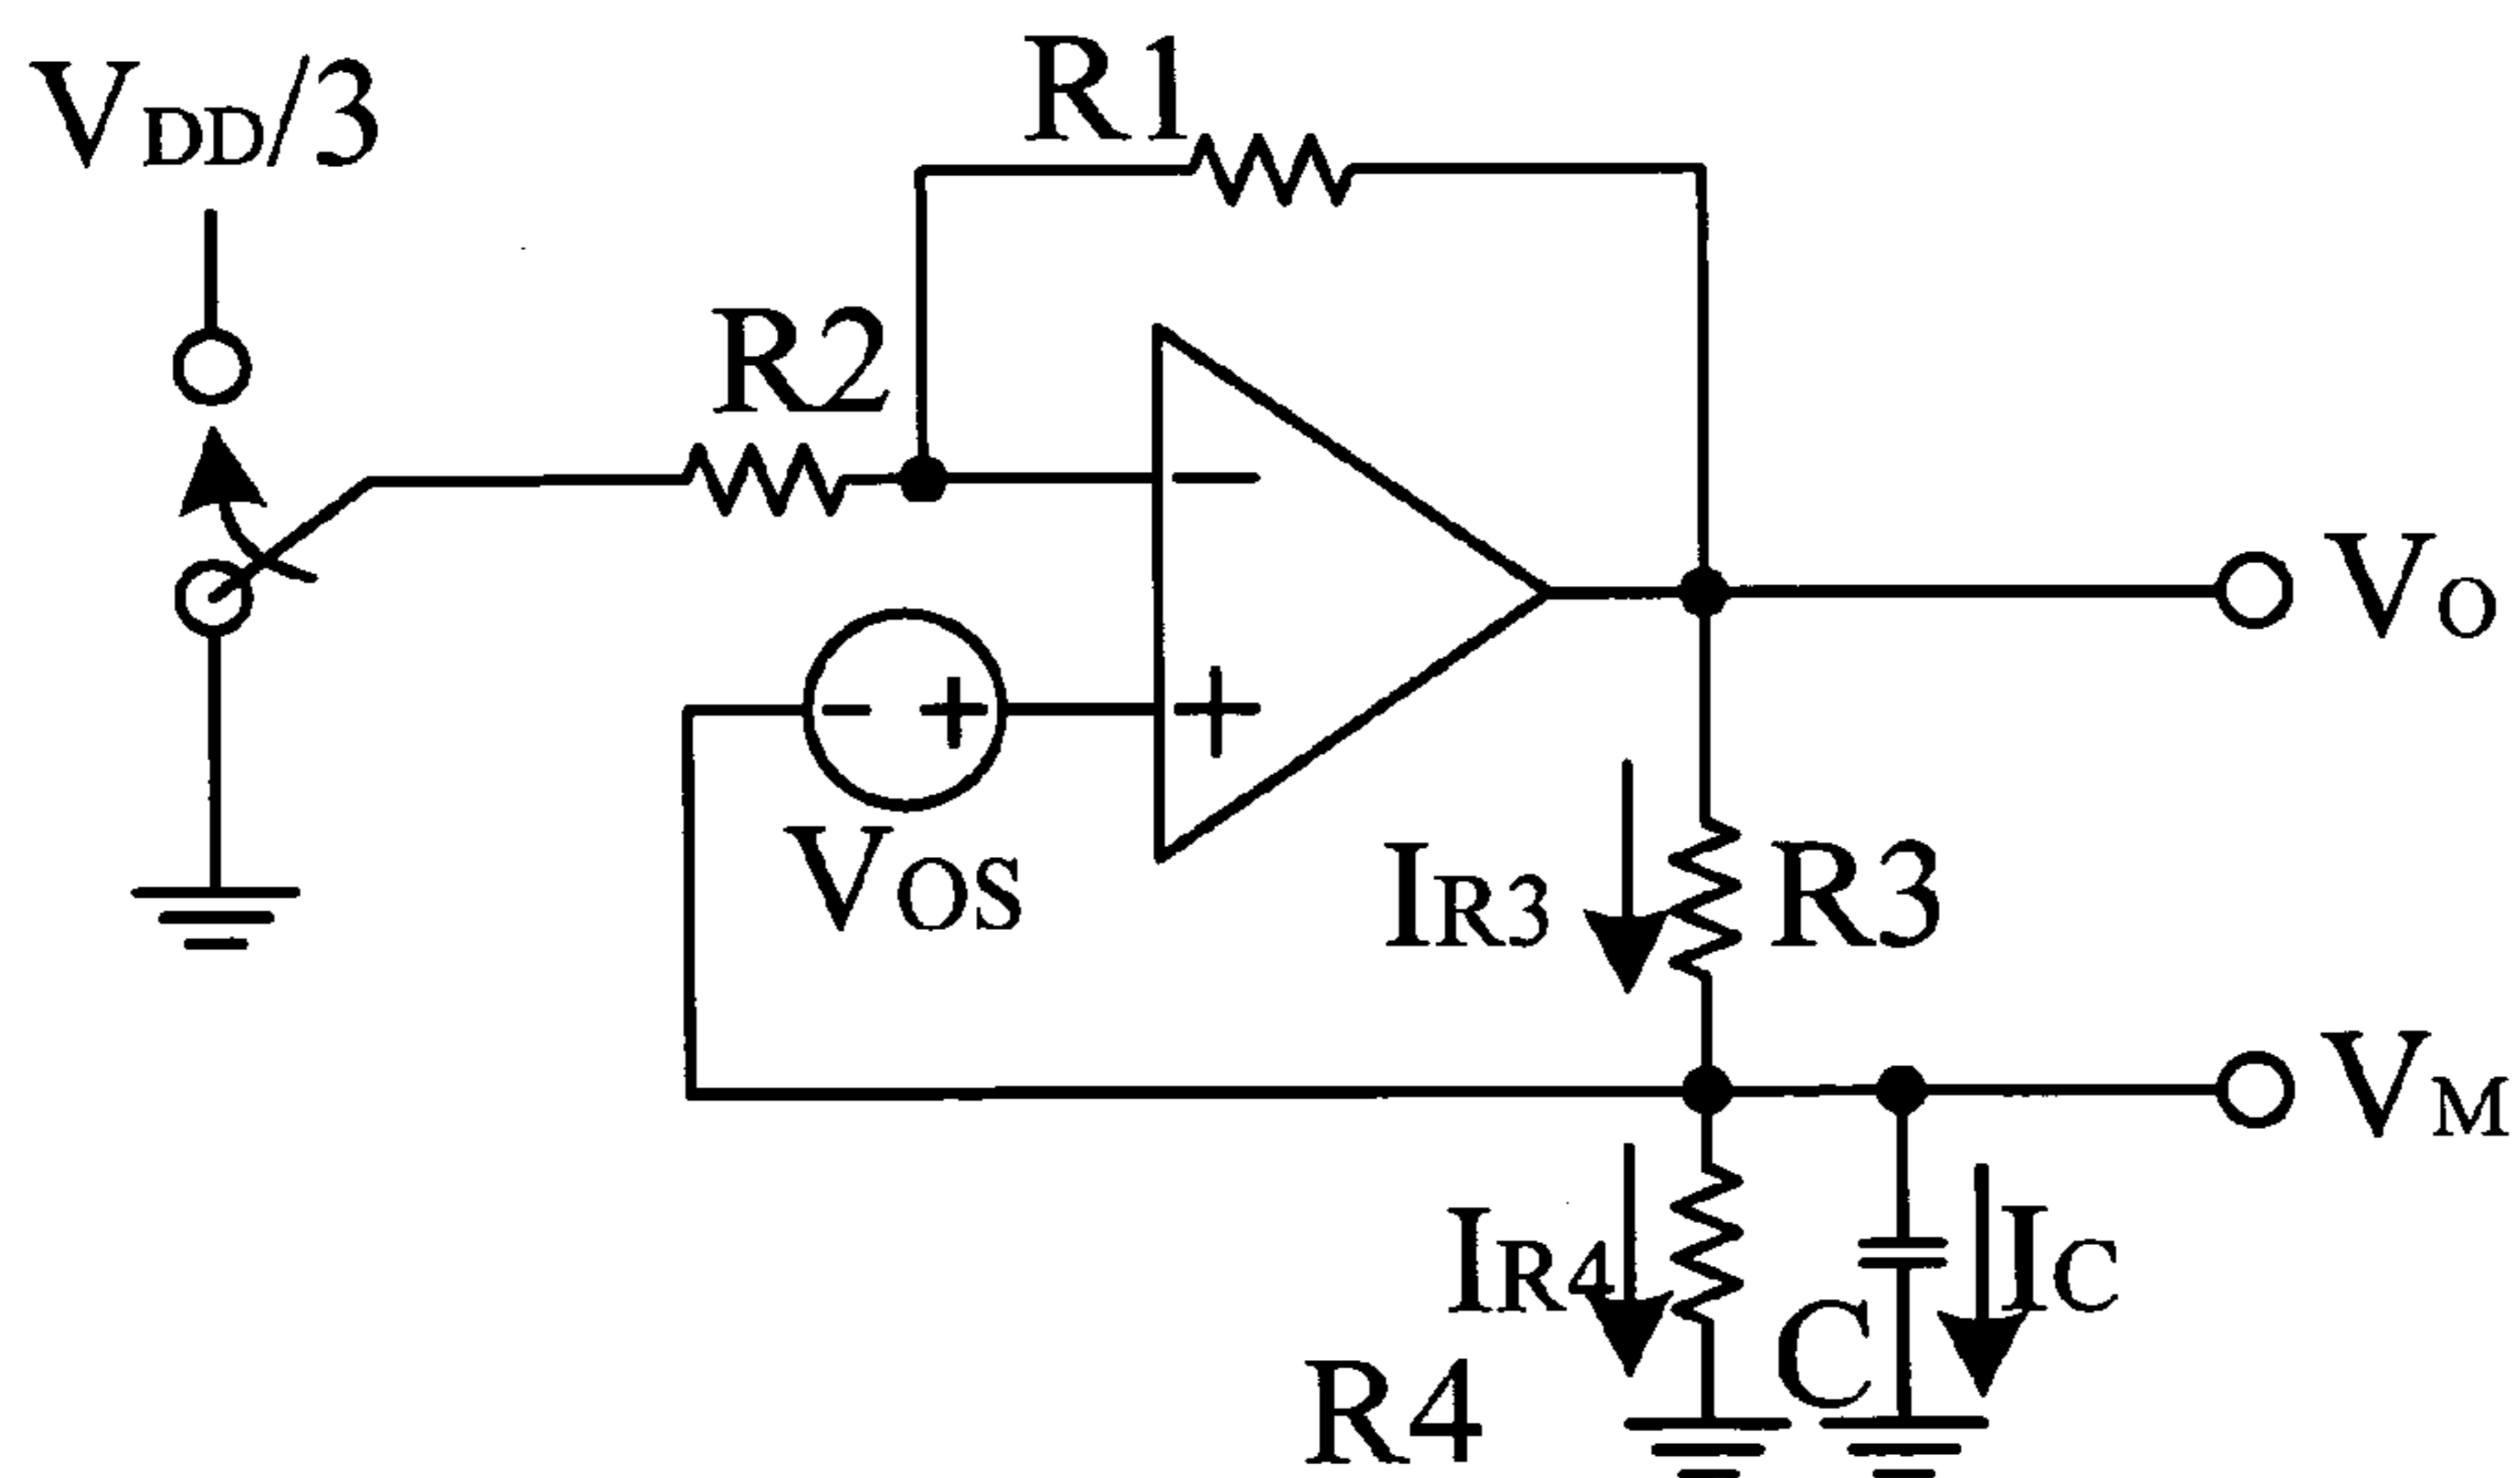 VDD/3
R1
R2
−
+
− +
VOS
VO
IR3
R3
VM
IR4
R4
C
IC